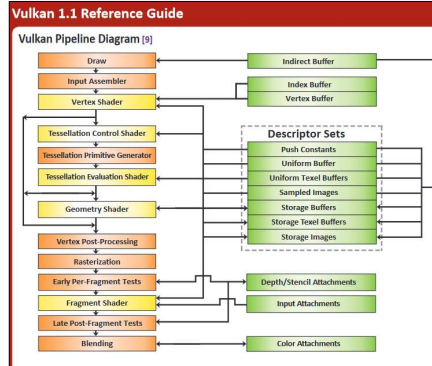 Vulkan 1.1 Reference Guide
Vulkan Pipeline Diagram [9]
Draw
Input Assembler
Vertex Shader
Tessellation Control Shader
Tessellation Primitive Generator
Tessellation Evaluation Shader
Geometry Shader
Vertex Post-Processing
Rasterization
Early Per-Fragment Tests
Fragment Shader
Late Post-Fragment Tests
Blending
Indirect Buffer
Index Buffer
Vertex Buffer
Descriptor Sets
Push Constants
Uniform Buffer
Uniform Texel Buffers
Sampled Images
Storage Buffers
Storage Texel Buffers
Storage Images
Depth/Stencil Attachments
Input Attachments
Color Attachments